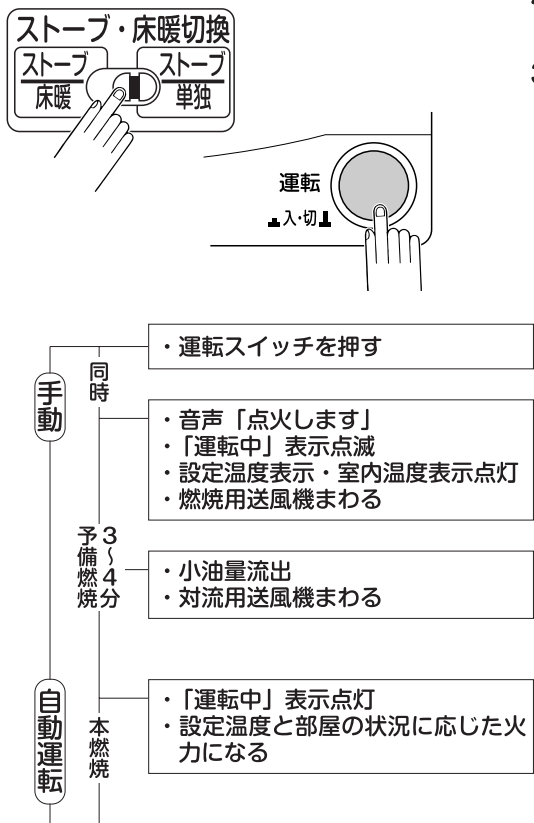 ストーブ・床暖切換
ストーブ
床暖
ストーブ
単独
運転
入・切
手動
同時
・運転スイッチを押す
・音声「点火します」
・「運転中」表示点滅
・設定温度表示・室内温度表示点灯
・燃焼用送風機まわる
3〜4分
予備燃焼
・小油量流出
・対流用送風機まわる
自動運転
本燃焼
・「運転中」表示点灯
・設定温度と部屋の状況に応じた火
力になる